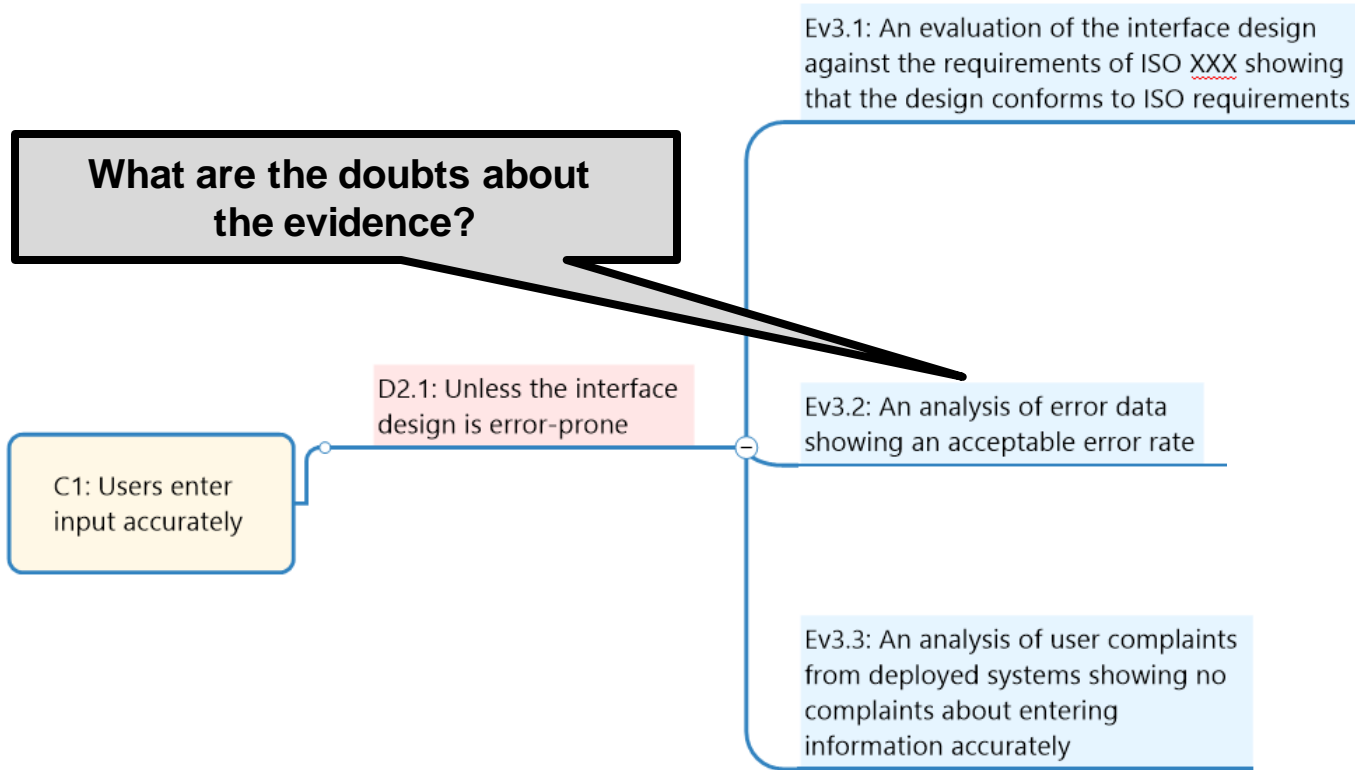 Ev3.1: An evaluation of the interface design
against the requirements of ISO XXX showing
that the design conforms to ISO requirements
What are the doubts about
the evidence?
D2.1: Unless the interface
design is error-prone
Ev3.2: An analysis of error data
showing an acceptable error rate
C1: Users enter
input accurately
Ev3.3: An analysis of user complaints
from deployed systems showing no
complaints about entering
information accurately